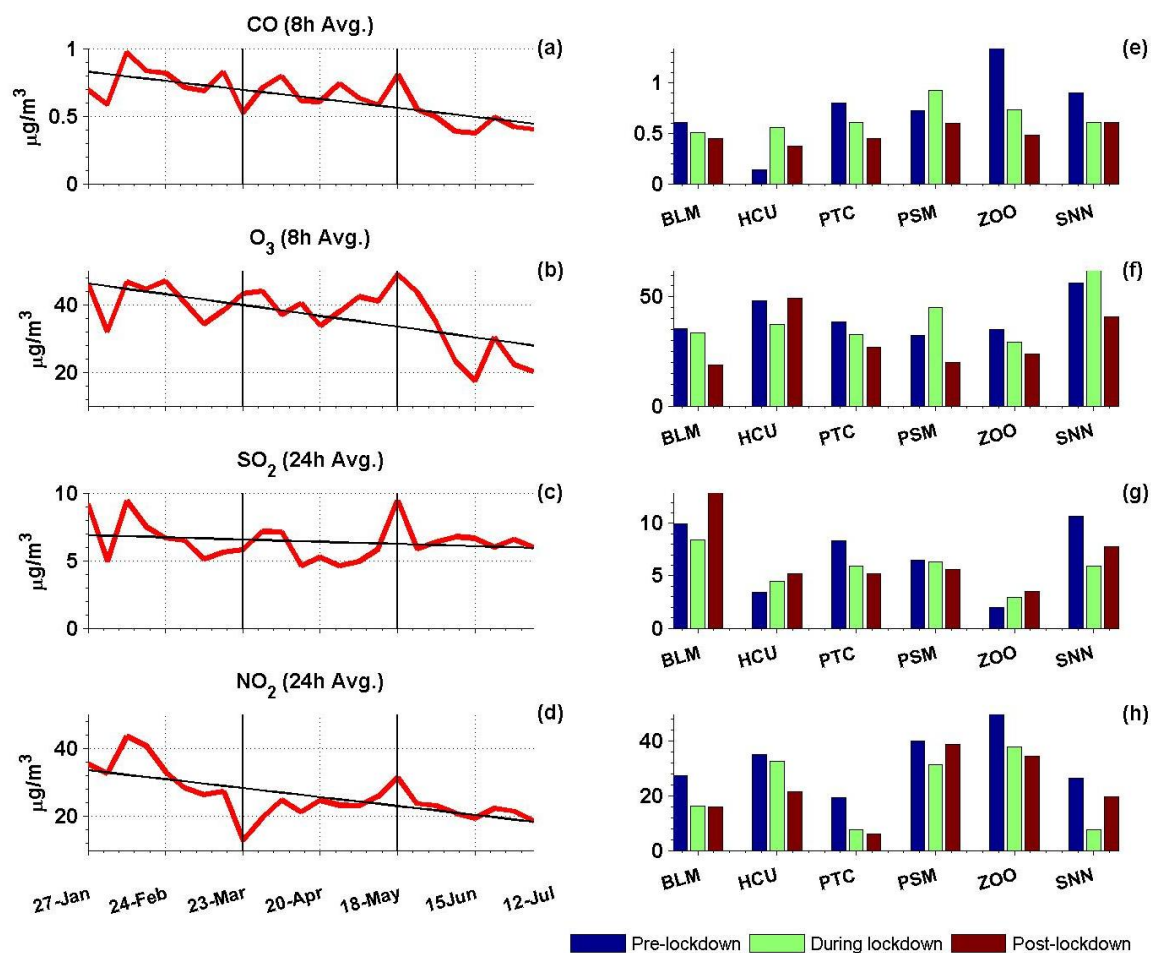 CO (8h Avg.)
(a)
μg/m³
1
0.5
0
(e)
1
0.5
0
BLM HCU PTC PSM ZOO SNN
O₃ (8h Avg.)
(b)
μg/m³
40
20
(f)
50
0
BLM HCU PTC PSM ZOO SNN
SO₂ (24h Avg.)
(c)
μg/m³
10
5
0
(g)
10
5
0
BLM HCU PTC PSM ZOO SNN
NO₂ (24h Avg.)
(d)
μg/m³
40
20
27-Jan 24-Feb 23-Mar 20-Apr 18-May 15Jun 12-Jul
(h)
40
20
0
BLM HCU PTC PSM ZOO SNN
Pre-lockdown During lockdown Post-lockdown